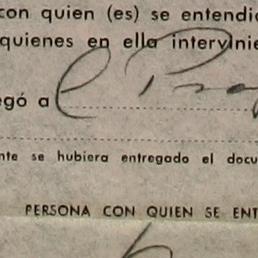 con quien (es) se entendió
quienes en ella intervinie
egó a
nte se hubiera entregado el docu
PERSONA CON QUIEN SE ENT